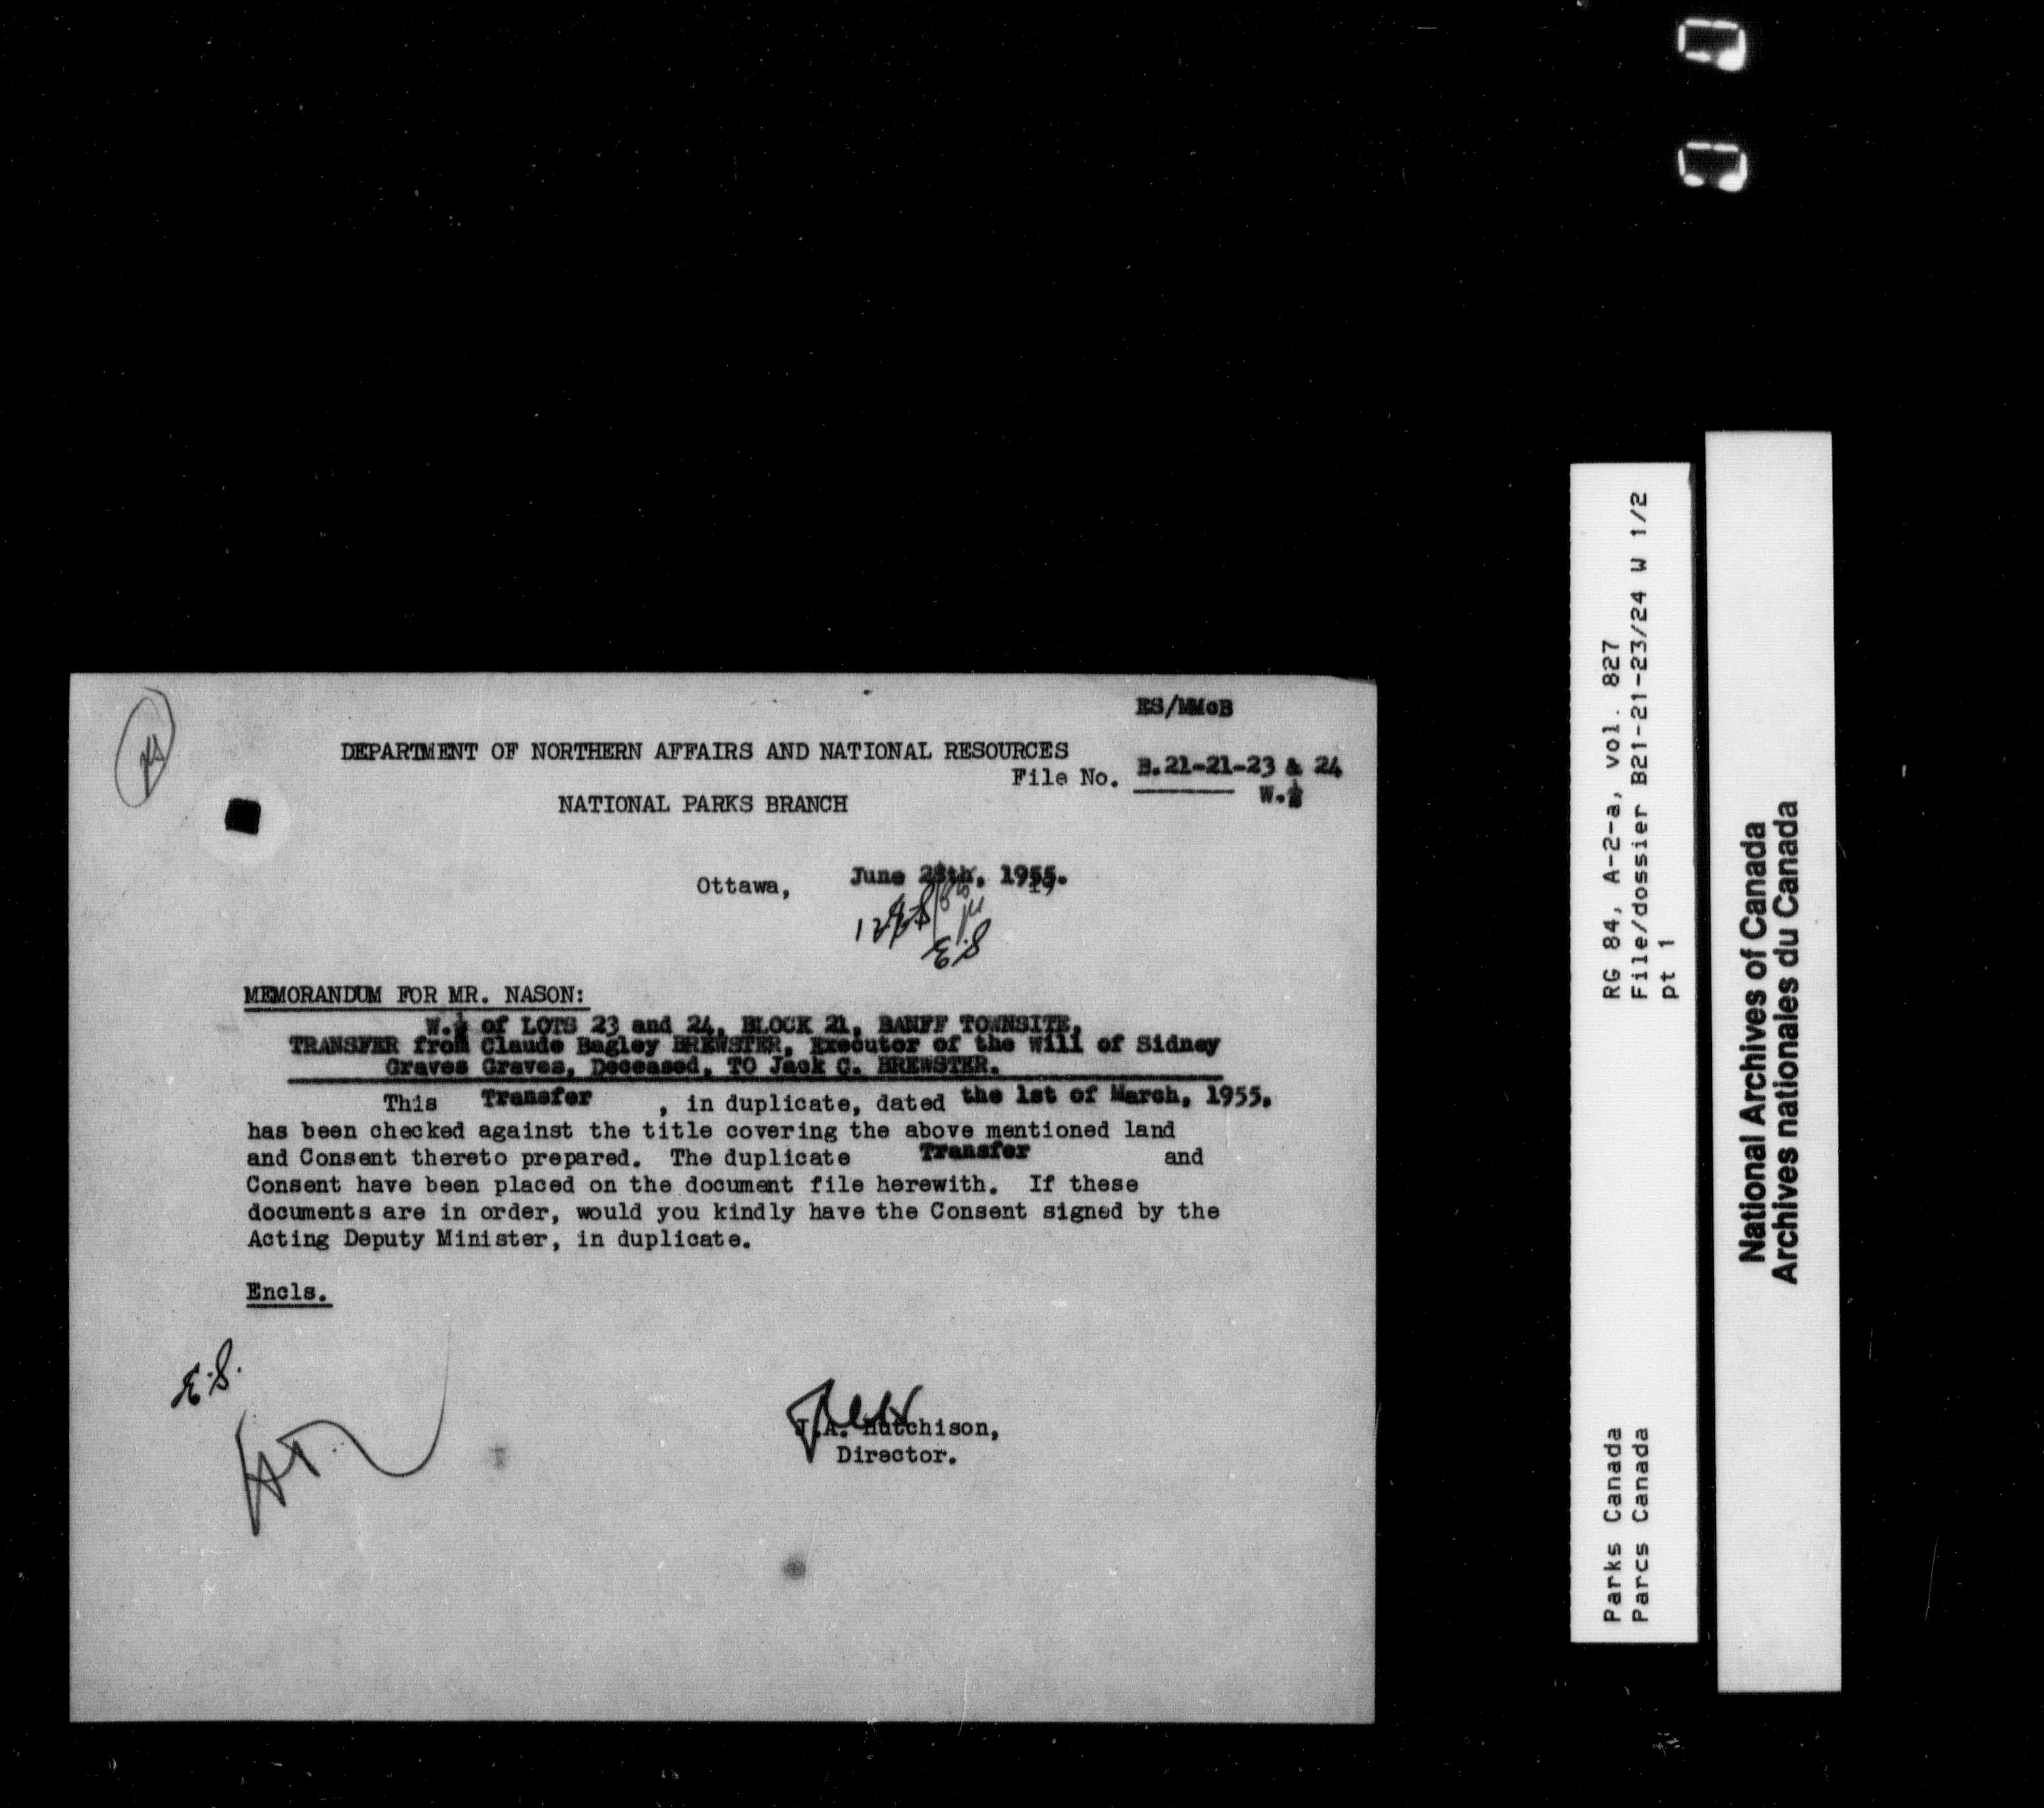 ES/MMcB
DEPARTMENT OF NORTHERN AFFAIRS AND NATIONAL RESOURCES
File No. B.21-21-23 & 24
W.½
NATIONAL PARKS BRANCH
Ottawa, June 28th, 1955.
E.S
MEMORANDUM FOR MR. NASON:
W.½ of LOTS 23 and 24, BLOCK 21, BANFF TOWNSITE,
TRANSFER from Claude Bagley BREWSTER, Executor of the Will of Sidney
Graves Graves, Deceased, TO Jack C. BREWSTER.
This Transfer , in duplicate, dated the 1st of March, 1955.
has been checked against the title covering the above mentioned land
and Consent thereto prepared. The duplicate Transfer and
Consent have been placed on the document file herewith. If these
documents are in order, would you kindly have the Consent signed by the
Acting Deputy Minister, in duplicate.
Encls.
E.S.
J.A. Hutchison,
Director.
RG 84, A-2-a, vol. 827
File/dossier B21-21-23/24 W 1/2
pt 1
Parks Canada
Parcs Canada
National Archives of Canada
Archives nationales du Canada